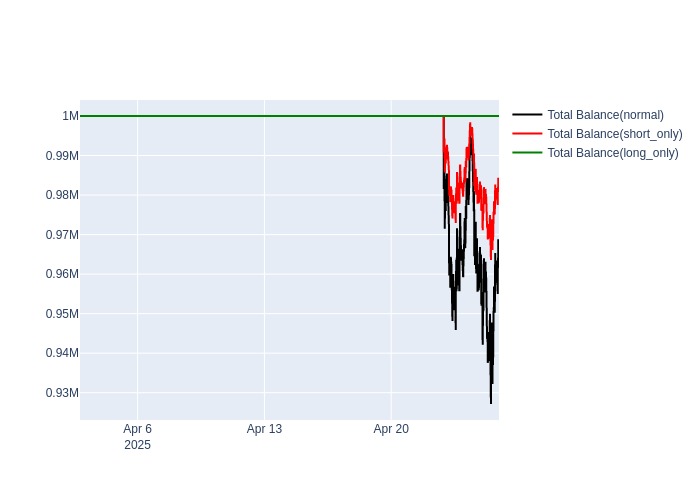 1M
0.99M
0.98M
0.97M
0.96M
0.95M
0.94M
0.93M
Apr 6
2025
Apr 13
Apr 20
Total Balance(normal)
Total Balance(short_only)
Total Balance(long_only)